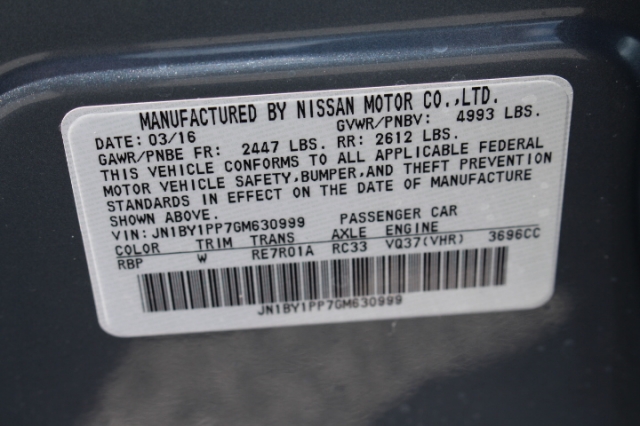 MANUFACTURED BY NISSAN MOTOR CO.,LTD.
DATE: 03/16 GVWR/PNBV: 4993 LBS.
GAWR/PNBE FR: 2447 LBS. RR: 2612 LBS.
THIS VEHICLE CONFORMS TO ALL APPLICABLE FEDERAL
MOTOR VEHICLE SAFETY,BUMPER,AND THEFT PREVENTION
STANDARDS IN EFFECT ON THE DATE OF MANUFACTURE
SHOWN ABOVE.
VIN: JN1BY1PP7GM630999 PASSENGER CAR
COLOR TRIM TRANS AXLE ENGINE
RBP W RE7R01A RC33 VQ37(VHR) 3696CC
JN1BY1PP7GM630999